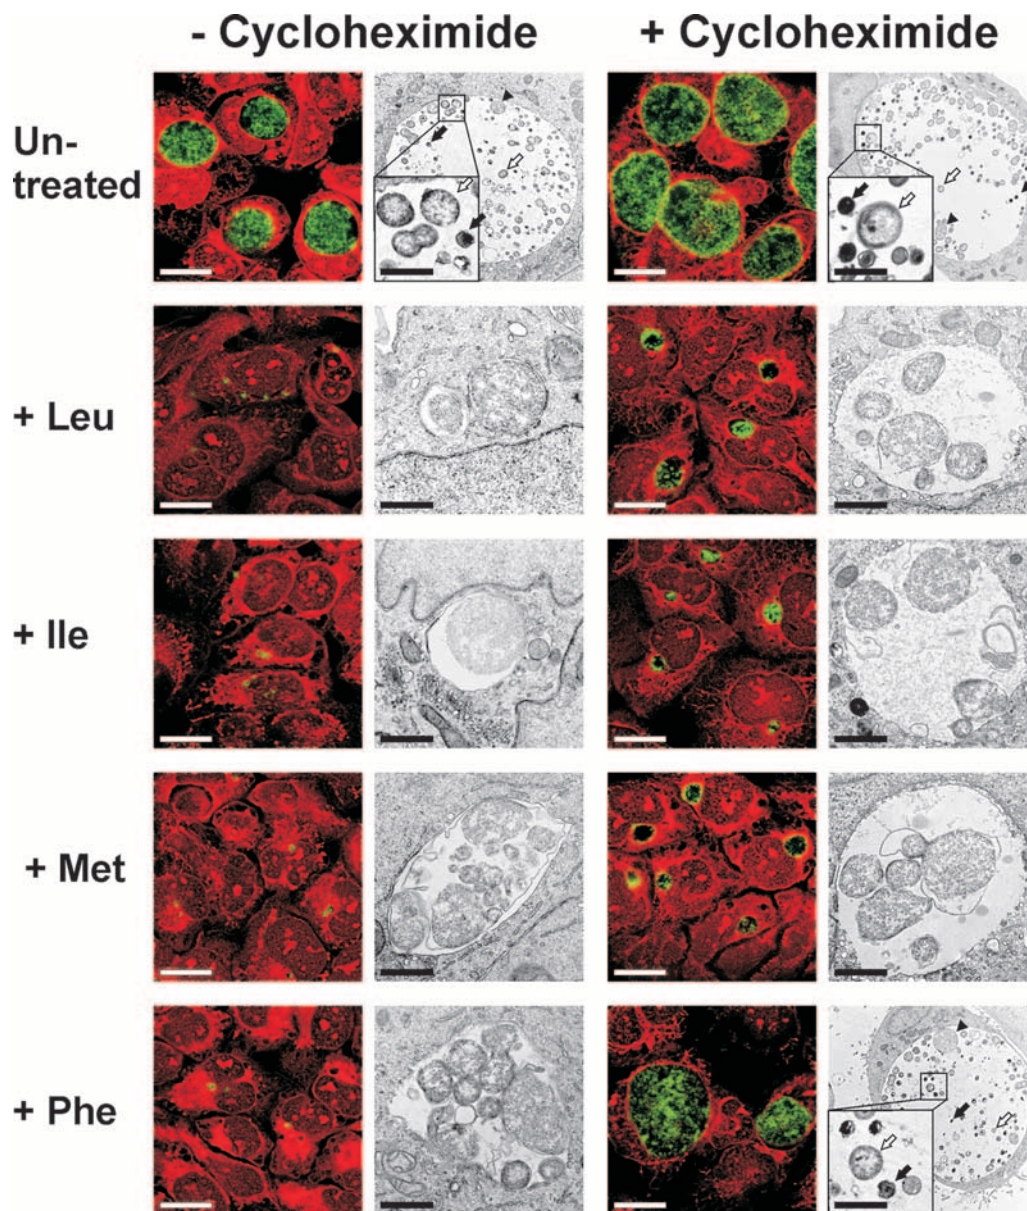 - Cycloheximide
+ Cycloheximide
Un-
treated
+ Leu
+ Ile
+ Met
+ Phe